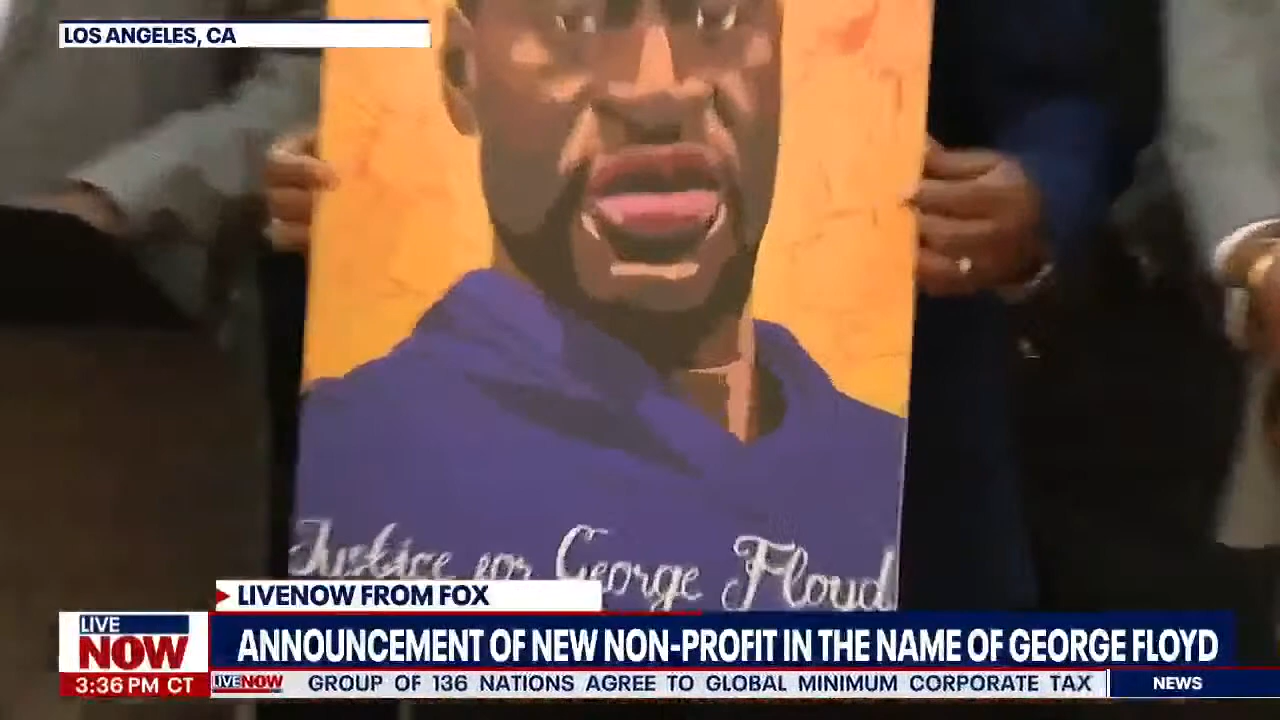 LOS ANGELES, CA
Justice for George Floyd
LIVENOW FROM FOX
LIVE
NOW
ANNOUNCEMENT OF NEW NON-PROFIT IN THE NAME OF GEORGE FLOYD
3:36 PM CT
LIVENOW
GROUP OF 136 NATIONS AGREE TO GLOBAL MINIMUM CORPORATE TAX
NEWS